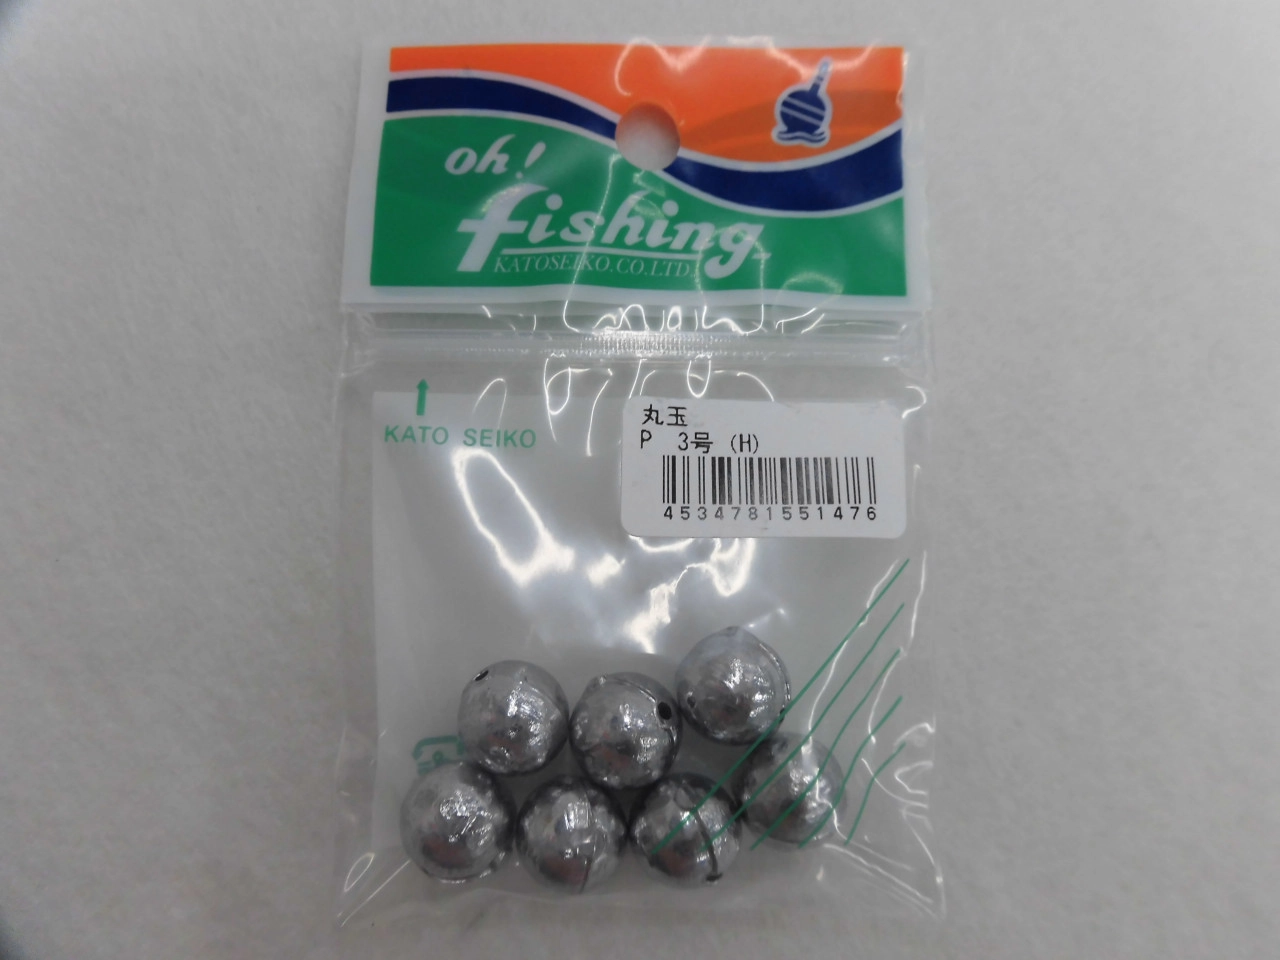 oh!
fishing
KATOSEIKO.CO.LTD.
KATO SEIKO
丸玉
P 3号 (H)
4534781551476